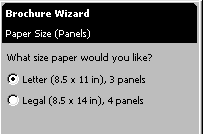 Brochure Wizard
Paper Size (Panels)
What size paper would you like?
Letter (8.5 x 11 in), 3 panels
Legal (8.5 x 14 in), 4 panels